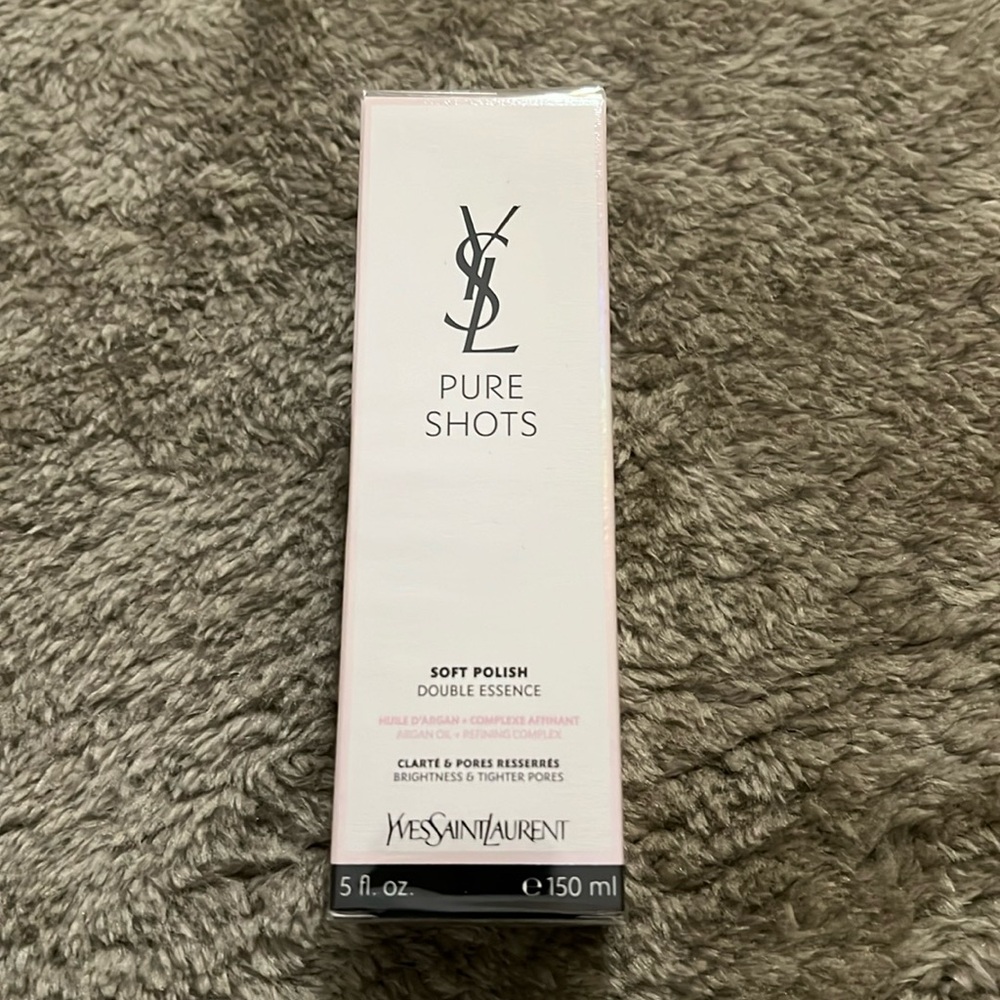 YSL
PURE
SHOTS
SOFT POLISH
DOUBLE ESSENCE
HUILE D'ARGAN + COMPLEXE AFFINANT
ARGAN OIL + REFINING COMPLEX
CLARTÉ & PORES RESSERRÉS
BRIGHTNESS & TIGHTER PORES
YVESSAINTLAURENT
5 fl. oz. ℮ 150 ml